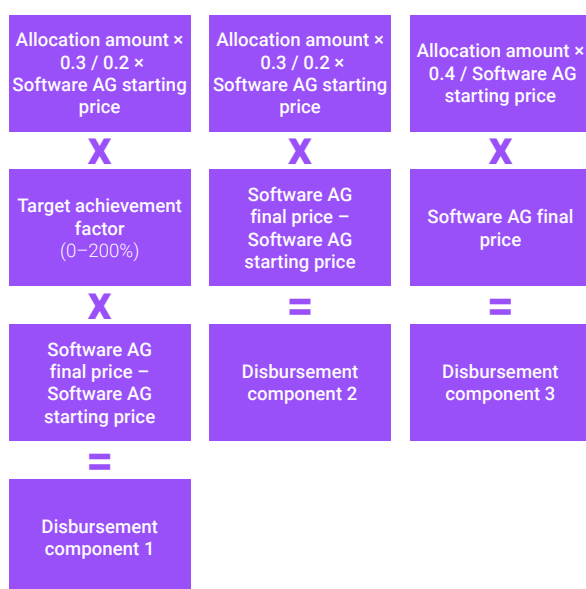 Allocation amount ×
0.3 / 0.2 ×
Software AG starting
price
X
Target achievement
factor
(0–200%)
X
Software AG
final price –
Software AG
starting price
=
Disbursement
component 1
Allocation amount ×
0.3 / 0.2 ×
Software AG starting
price
X
Software AG
final price –
Software AG
starting price
=
Disbursement
component 2
Allocation amount ×
0.4 / Software AG
starting price
X
Software AG final
price
=
Disbursement
component 3